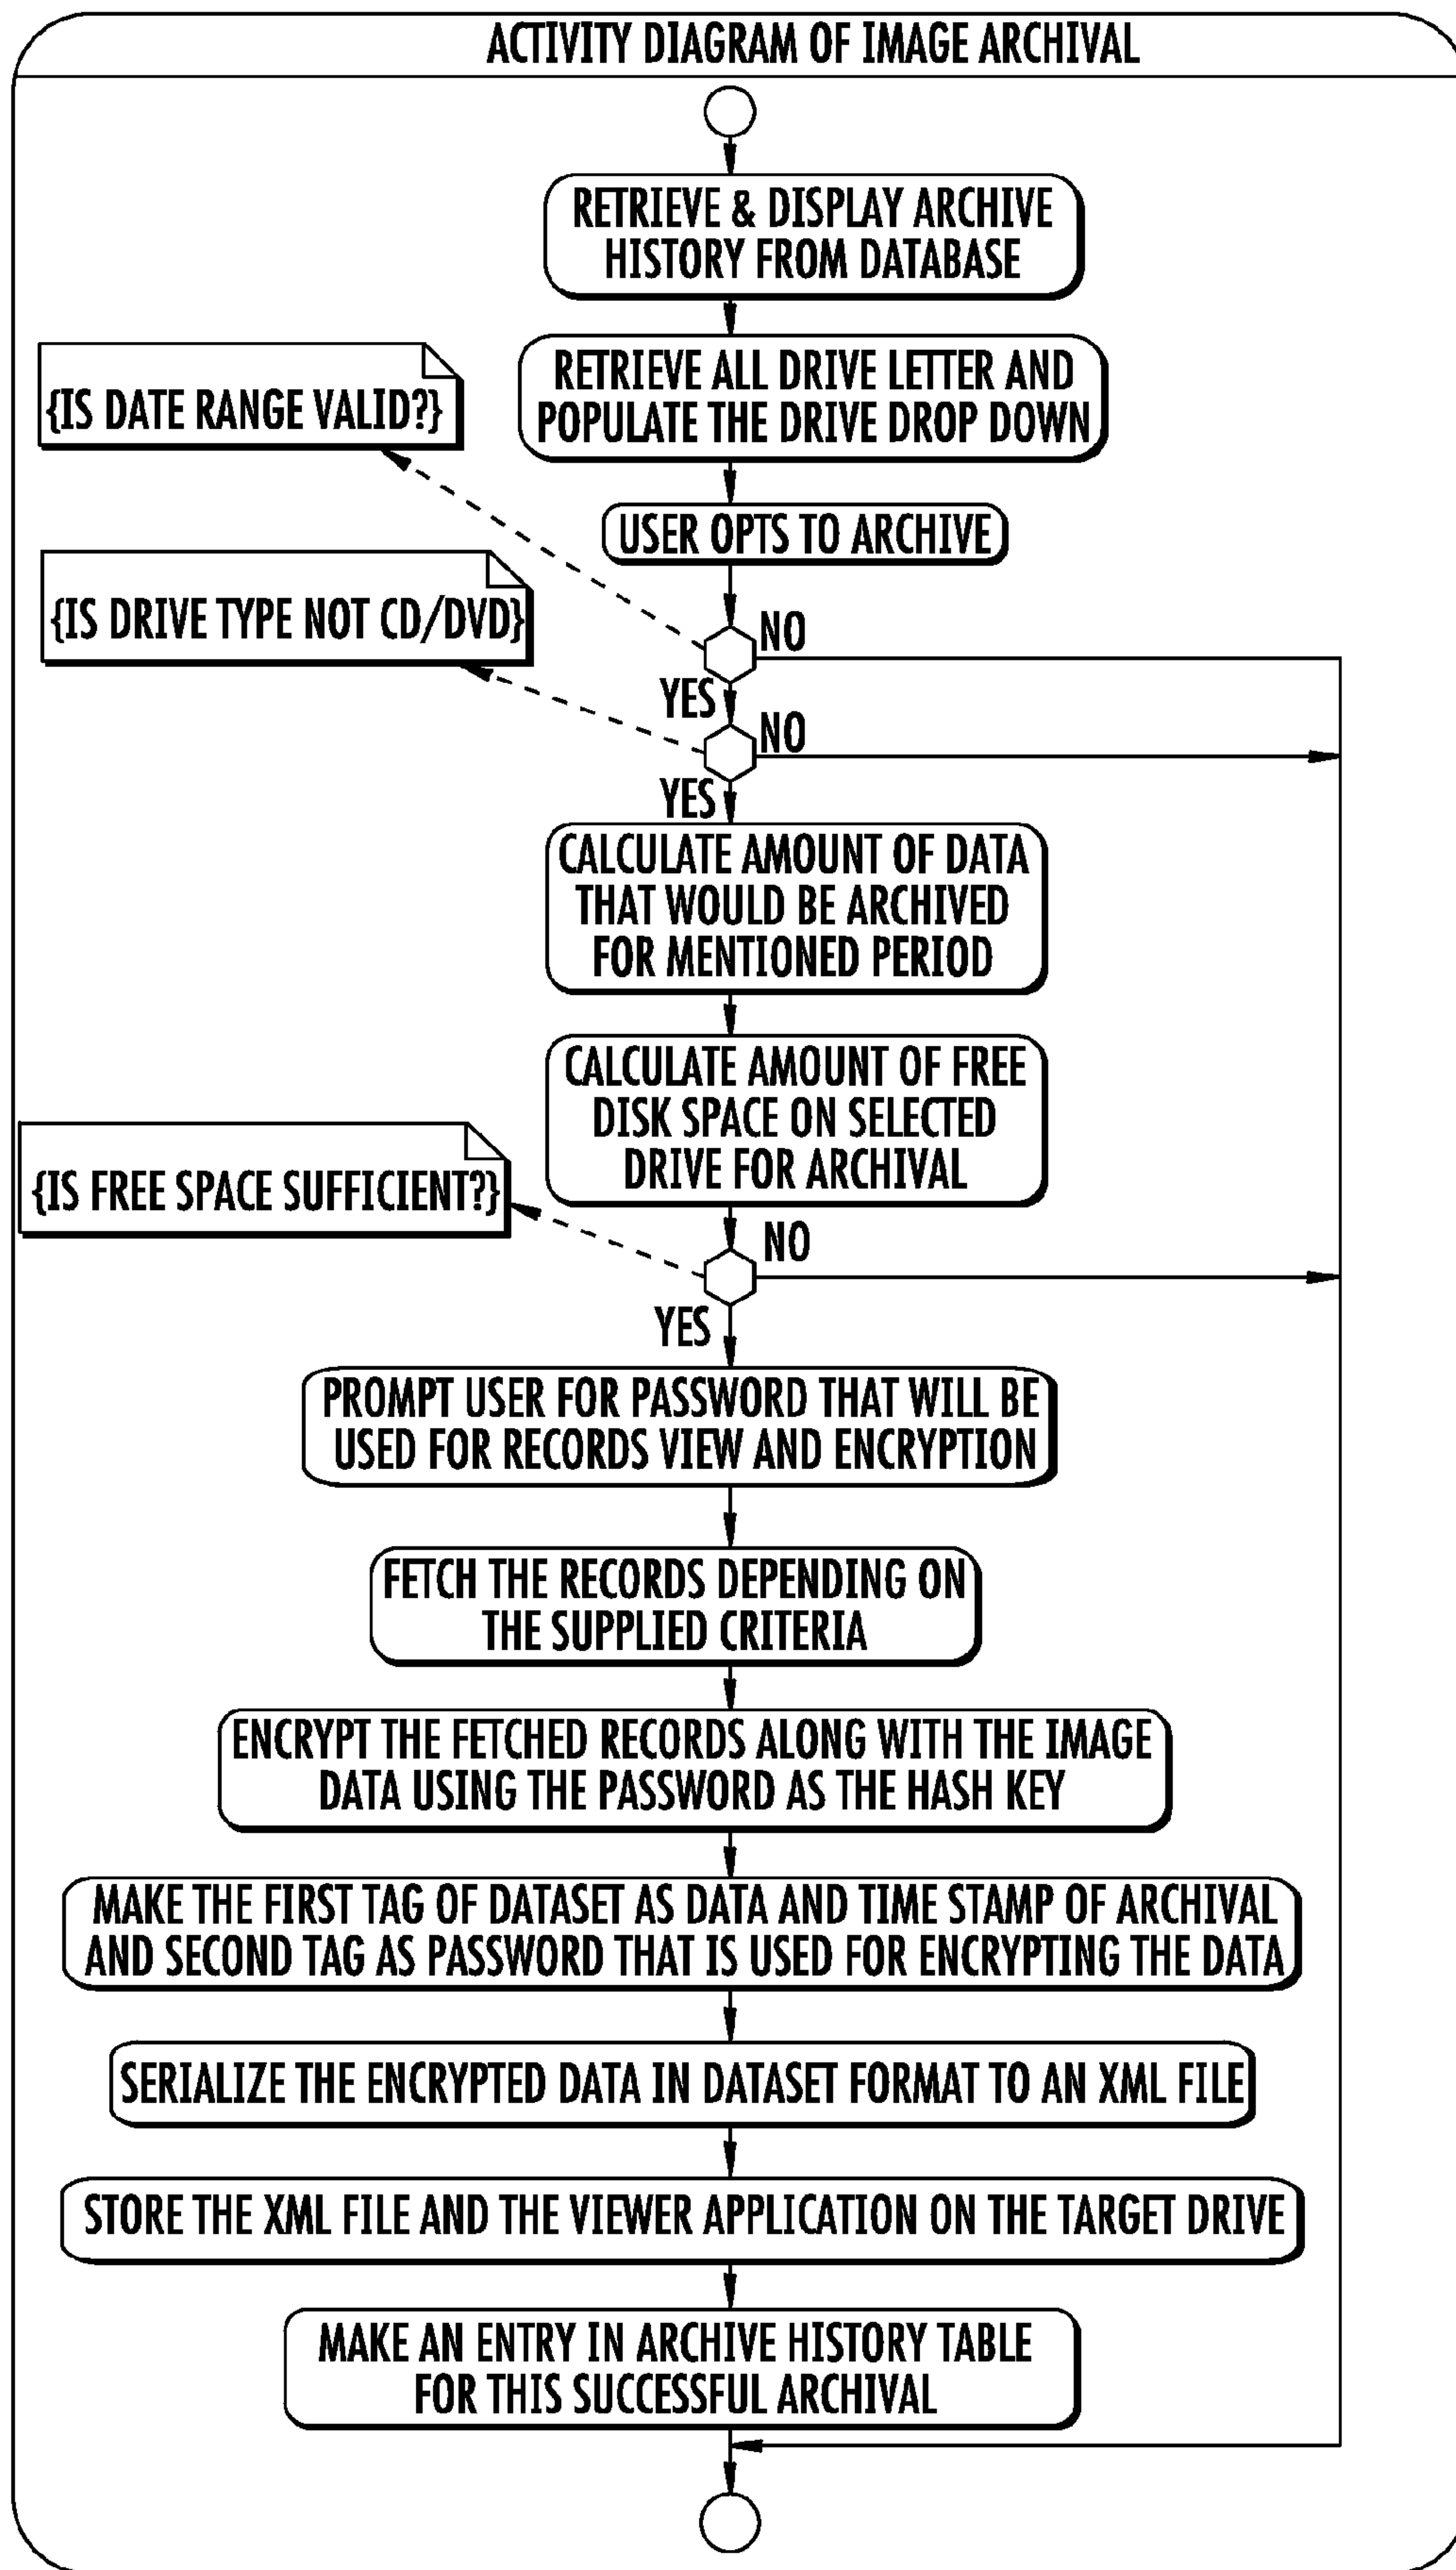 ACTIVITY DIAGRAM OF IMAGE ARCHIVAL
RETRIEVE & DISPLAY ARCHIVE
HISTORY FROM DATABASE
{IS DATE RANGE VALID?}
RETRIEVE ALL DRIVE LETTER AND
POPULATE THE DRIVE DROP DOWN
USER OPTS TO ARCHIVE
{IS DRIVE TYPE NOT CD/DVD}
NO
YES
NO
YES
CALCULATE AMOUNT OF DATA
THAT WOULD BE ARCHIVED
FOR MENTIONED PERIOD
CALCULATE AMOUNT OF FREE
DISK SPACE ON SELECTED
DRIVE FOR ARCHIVAL
{IS FREE SPACE SUFFICIENT?}
NO
YES
PROMPT USER FOR PASSWORD THAT WILL BE
USED FOR RECORDS VIEW AND ENCRYPTION
FETCH THE RECORDS DEPENDING ON
THE SUPPLIED CRITERIA
ENCRYPT THE FETCHED RECORDS ALONG WITH THE IMAGE
DATA USING THE PASSWORD AS THE HASH KEY
MAKE THE FIRST TAG OF DATASET AS DATA AND TIME STAMP OF ARCHIVAL
AND SECOND TAG AS PASSWORD THAT IS USED FOR ENCRYPTING THE DATA
SERIALIZE THE ENCRYPTED DATA IN DATASET FORMAT TO AN XML FILE
STORE THE XML FILE AND THE VIEWER APPLICATION ON THE TARGET DRIVE
MAKE AN ENTRY IN ARCHIVE HISTORY TABLE
FOR THIS SUCCESSFUL ARCHIVAL